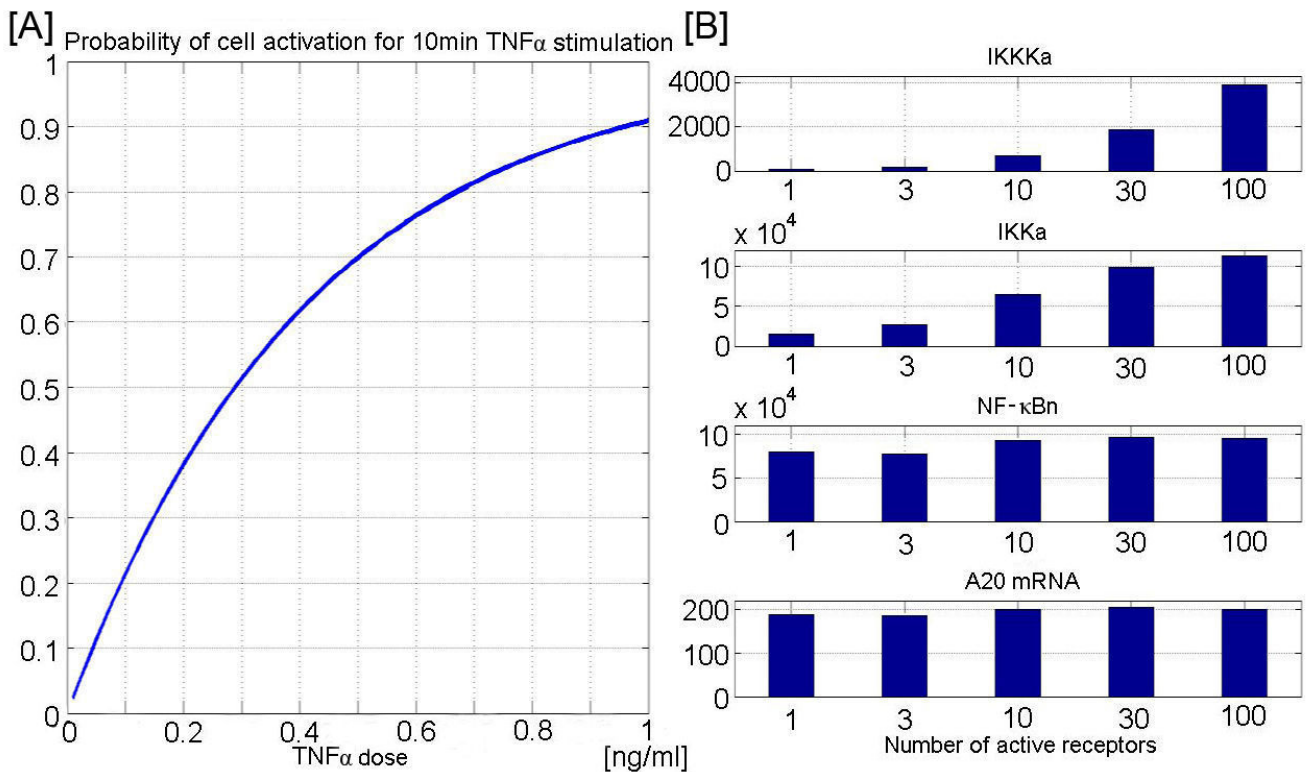 [A]
Probability of cell activation for 10min TNFα stimulation
1
0.9
0.8
0.7
0.6
0.5
0.4
0.3
0.2
0.1
0
0 0.2 0.4 0.6 0.8 1
TNFα dose [ng/ml]
[B]
IKKKa
4000
2000
0
1 3 10 30 100
x 10⁴
IKKa
10
5
0
1 3 10 30 100
x 10⁴
NF-κBn
10
5
0
1 3 10 30 100
A20 mRNA
200
100
0
1 3 10 30 100
Number of active receptors